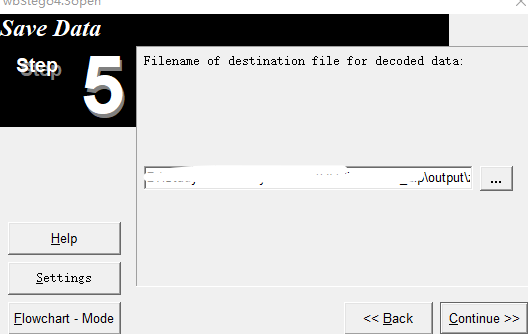 wbStego4.3open
Save Data
Step 5
Filename of destination file for decoded data:
\output\
...
Help
Settings
Flowchart - Mode
<< Back
Continue >>